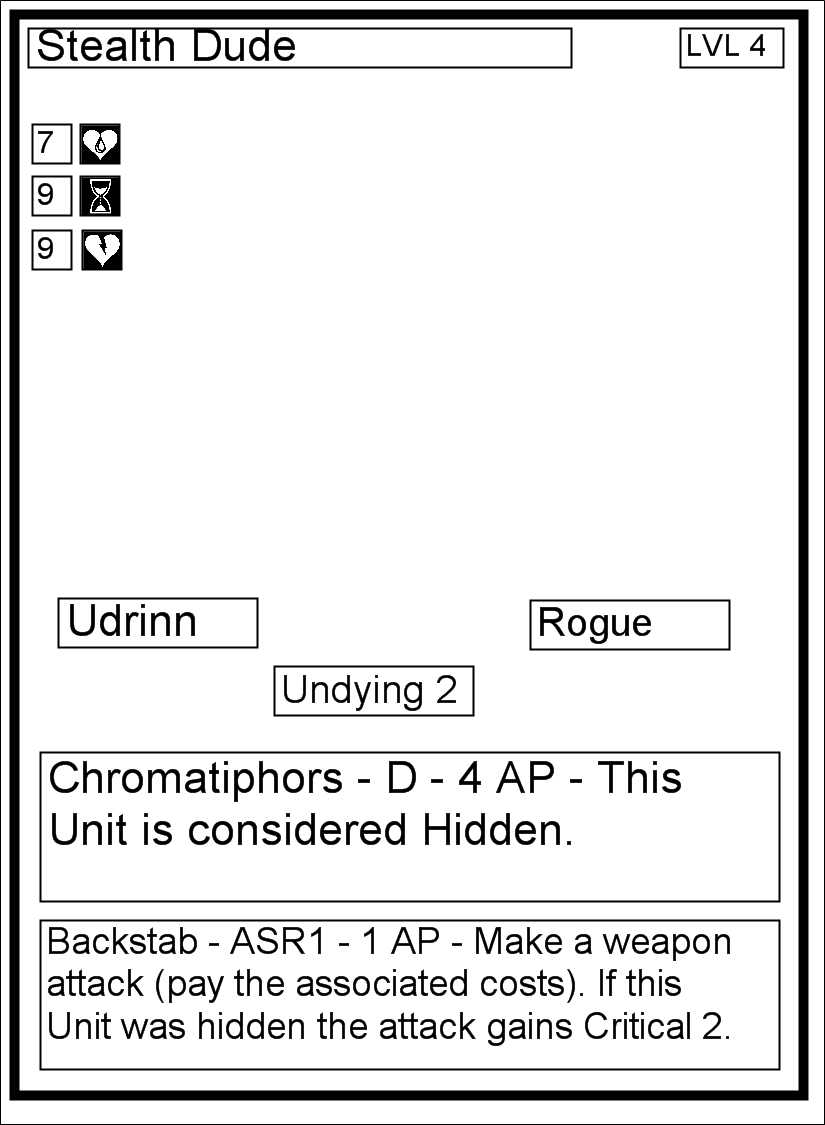 Stealth Dude
LVL 4
7
9
9
Udrinn
Rogue
Undying 2
Chromatiphors - D - 4 AP - This
Unit is considered Hidden.
Backstab - ASR1 - 1 AP - Make a weapon
attack (pay the associated costs). If this
Unit was hidden the attack gains Critical 2.